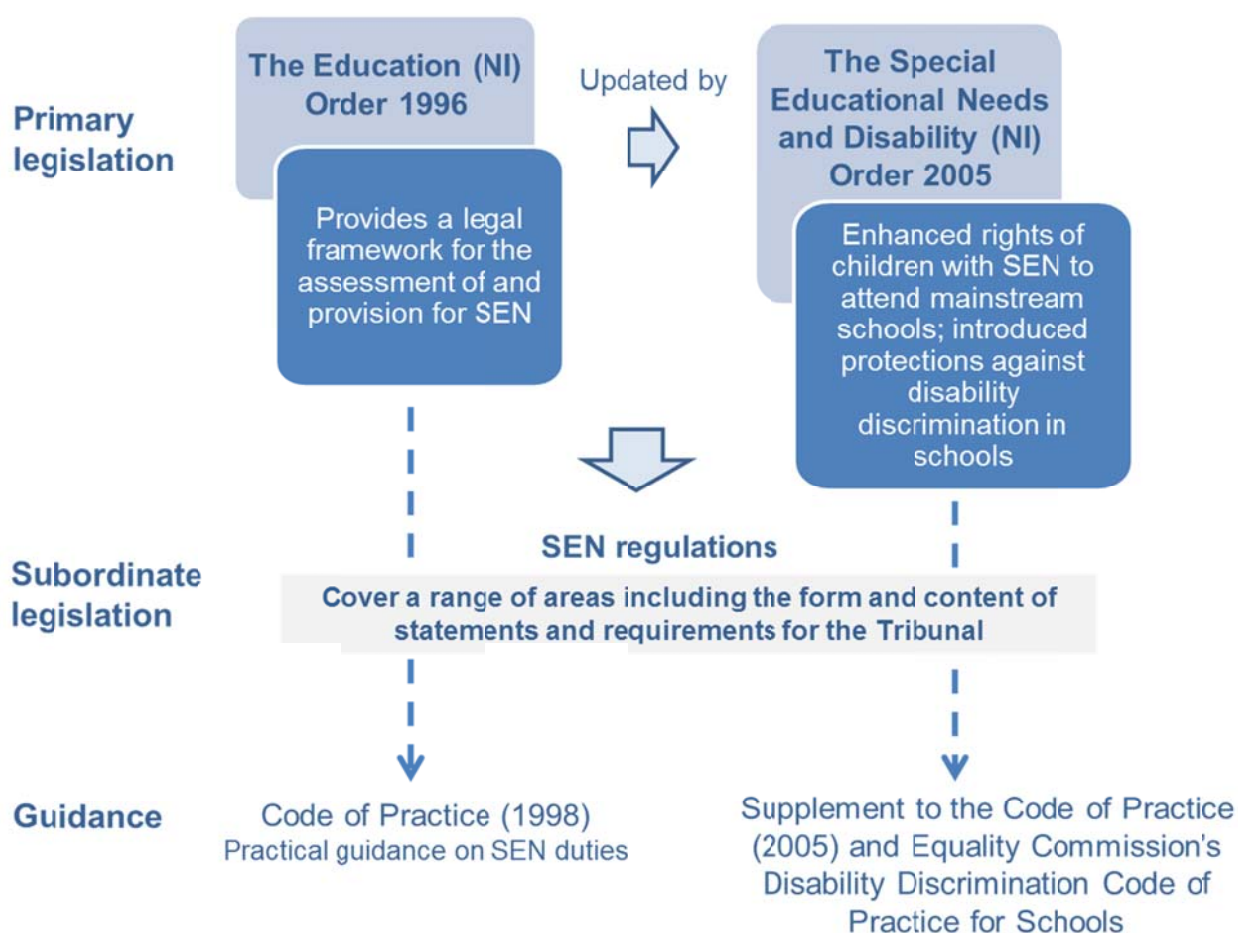 Primary
legislation
The Education (NI)
Order 1996
Provides a legal
framework for the
assessment of and
provision for SEN
Updated by
The Special
Educational Needs
and Disability (NI)
Order 2005
Enhanced rights of
children with SEN to
attend mainstream
schools; introduced
protections against
disability
discrimination in
schools
Subordinate
legislation
SEN regulations
Cover a range of areas including the form and content of
statements and requirements for the Tribunal
Guidance
Code of Practice (1998)
Practical guidance on SEN duties
Supplement to the Code of Practice
(2005) and Equality Commission's
Disability Discrimination Code of
Practice for Schools